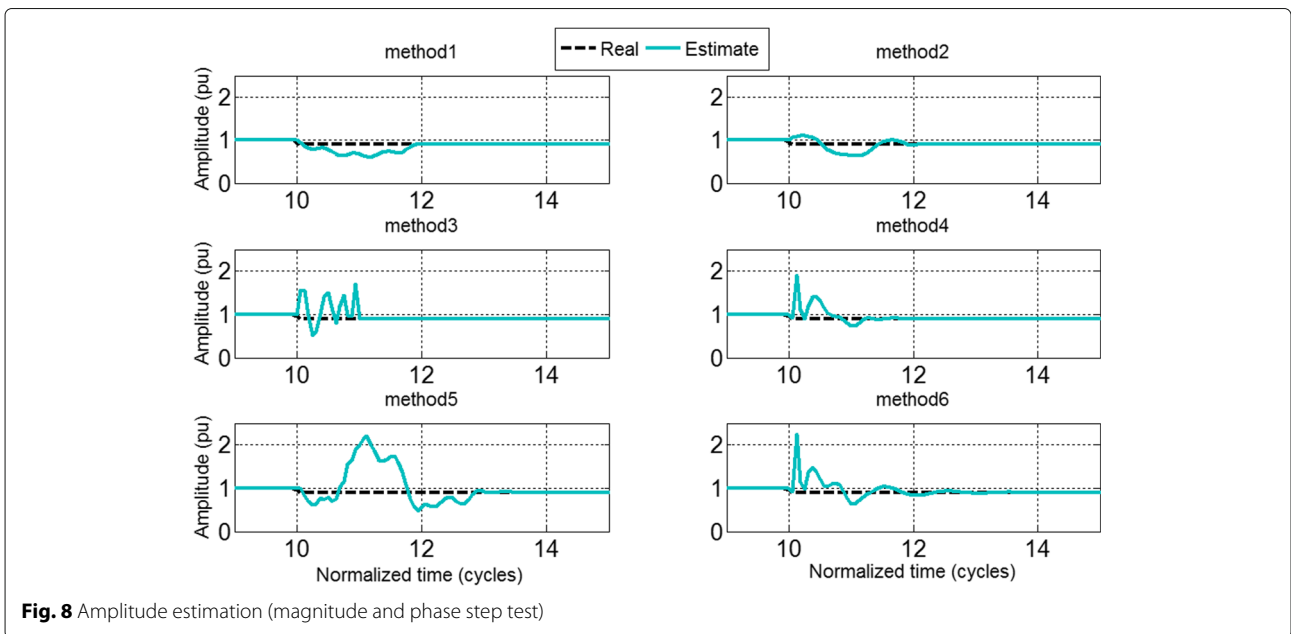 Real Estimate
method1
method2
Amplitude (pu)
2
1
0
10 12 14
2
1
0
10 12 14
method3
method4
Amplitude (pu)
2
1
0
10 12 14
2
1
0
10 12 14
method5
method6
Amplitude (pu)
2
1
0
10 12 14
Normalized time (cycles)
2
1
0
10 12 14
Normalized time (cycles)
Fig. 8 Amplitude estimation (magnitude and phase step test)